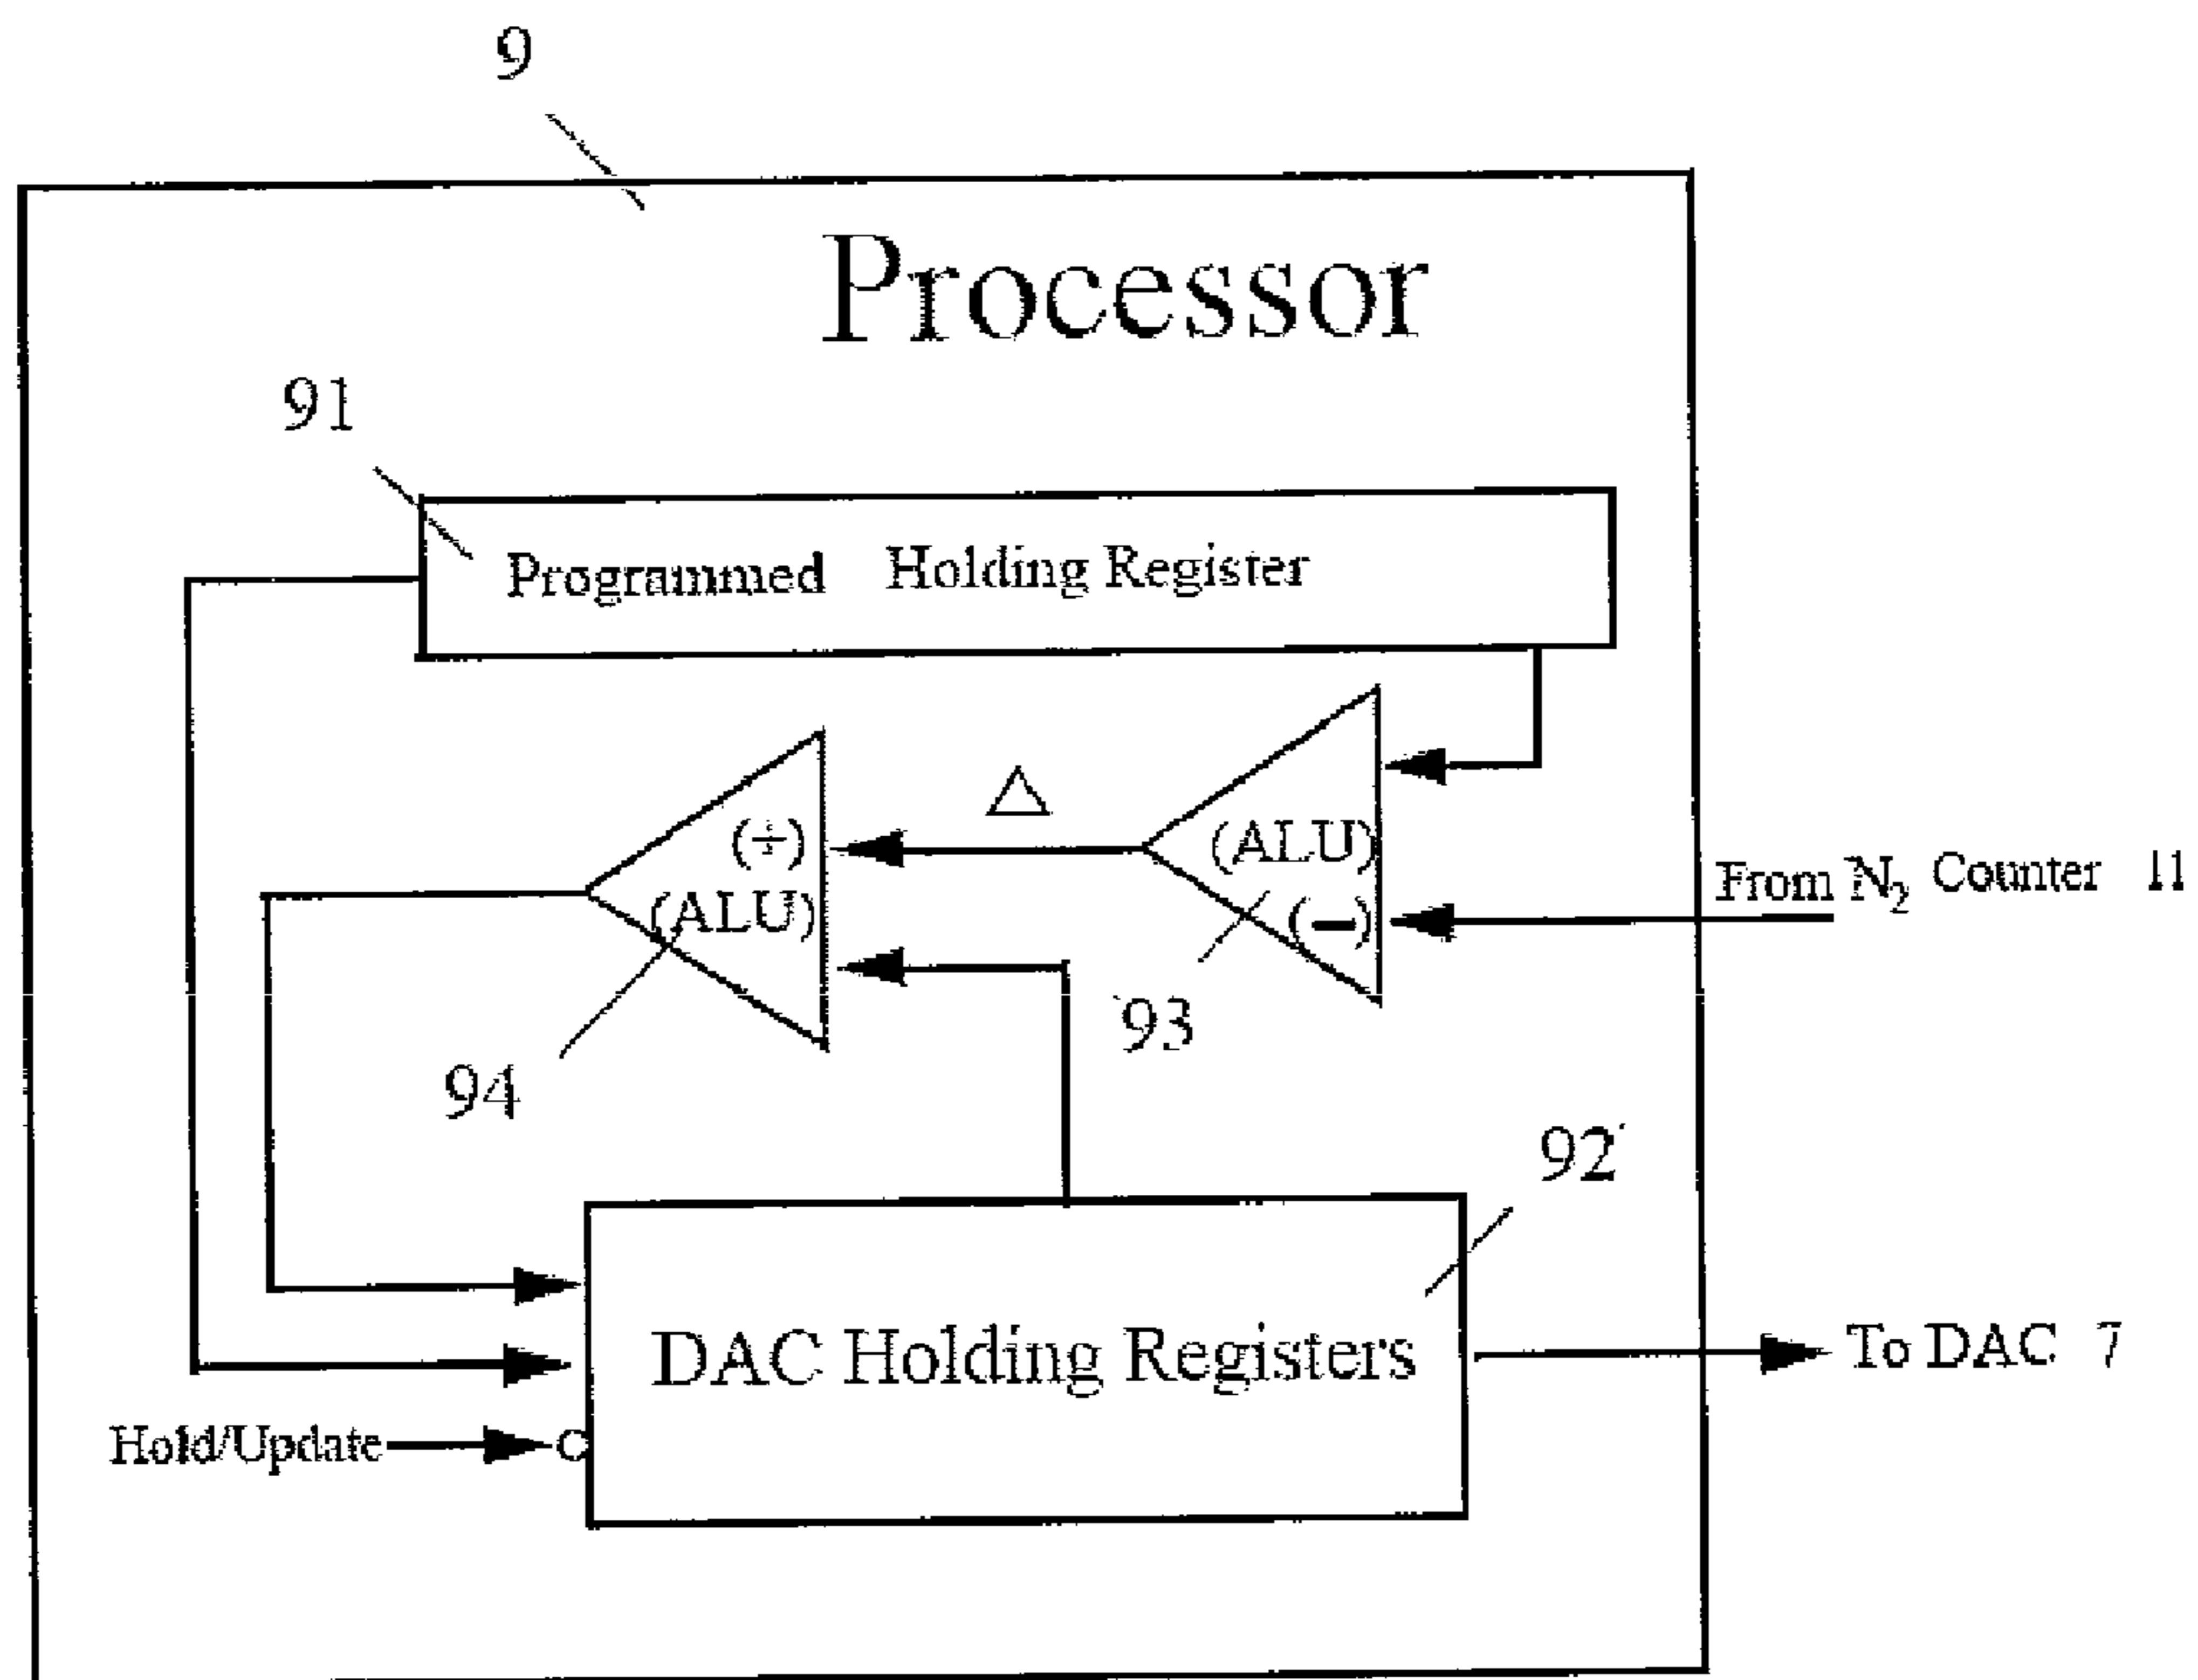 9
Processor
91
Programmed Holding Register
△
(÷)
(ALU)
(ALU)
(−)
From N₂ Counter 11
93
94
92
DAC Holding Registers
To DAC 7
Hold/Update